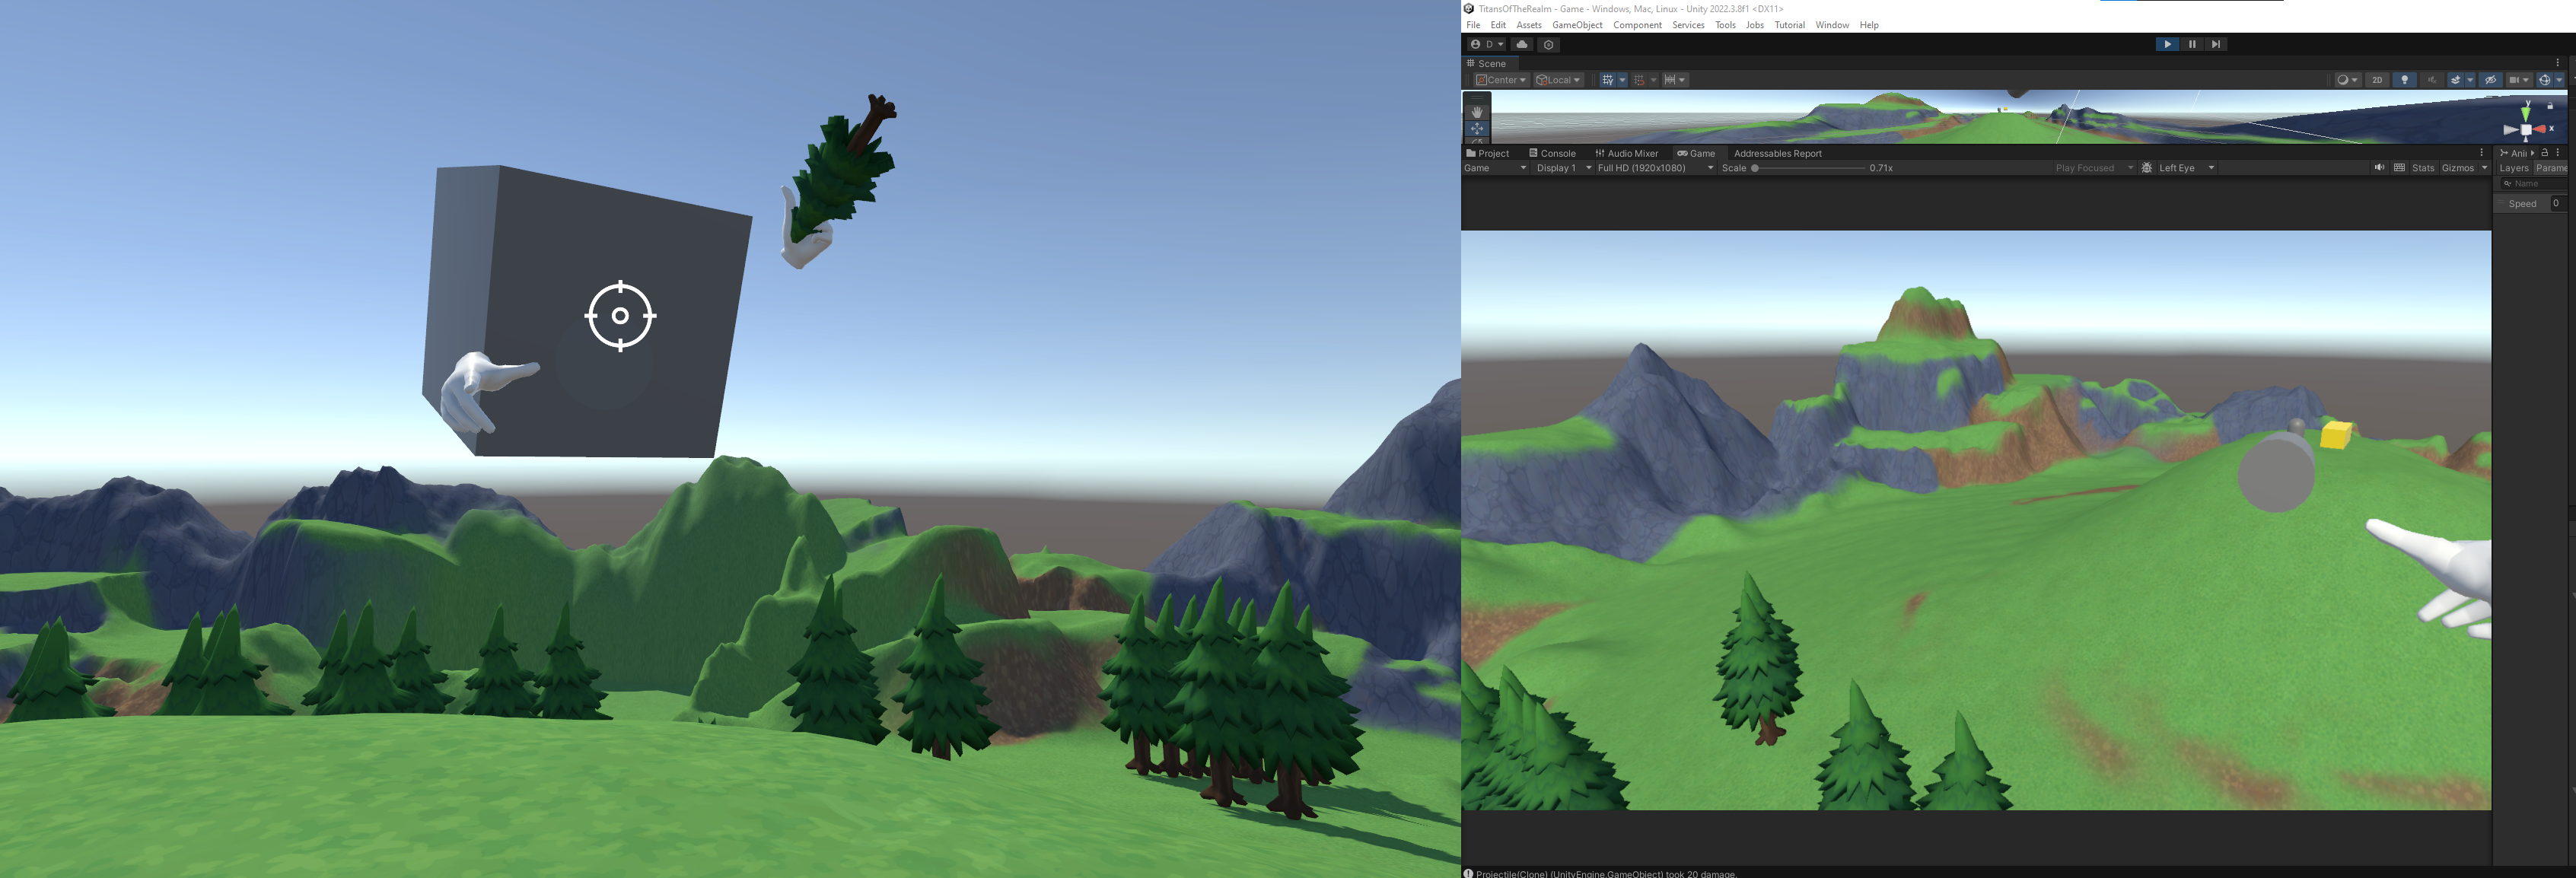 TitansOfTheRealm - Game - Windows, Mac, Linux - Unity 2022.3.8f1 <DX11>
File Edit Assets GameObject Component Services Tools Jobs Tutorial Window Help
D
Scene
Center Local 2D
y
x
Project Console Audio Mixer Game Addressables Report
Game Display 1 Full HD (1920x1080) Scale 0.71x Play Focused Left Eye Stats Gizmos
Ani
Layers Parame
Name
Speed 0
Projectile(Clone) (UnityEngine.GameObject) took 20 damage.